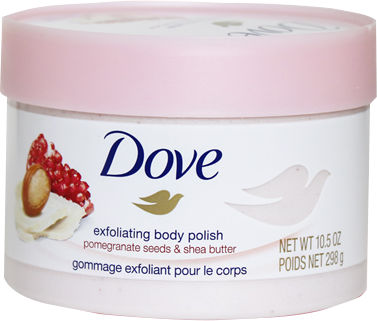 Dove
exfoliating body polish
pomegranate seeds & shea butter
gommage exfoliant pour le corps
NET WT 10.5 OZ
POIDS NET 298 g